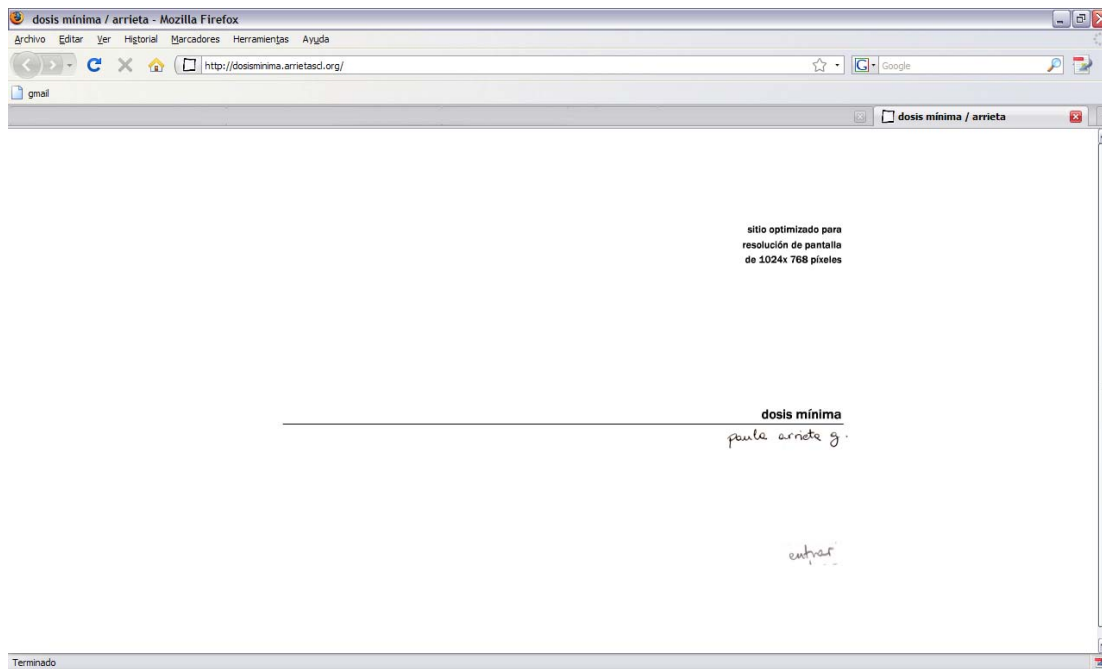 dosis mínima / arrieta - Mozilla Firefox
Archivo Editar Ver Historial Marcadores Herramientas Ayuda
http://dosisminima.arrietascl.org/ G Google
gmail
dosis mínima / arrieta
sitio optimizado para
resolución de pantalla
de 1024x 768 píxeles
dosis mínima
paula arrieta g.
entrar
Terminado